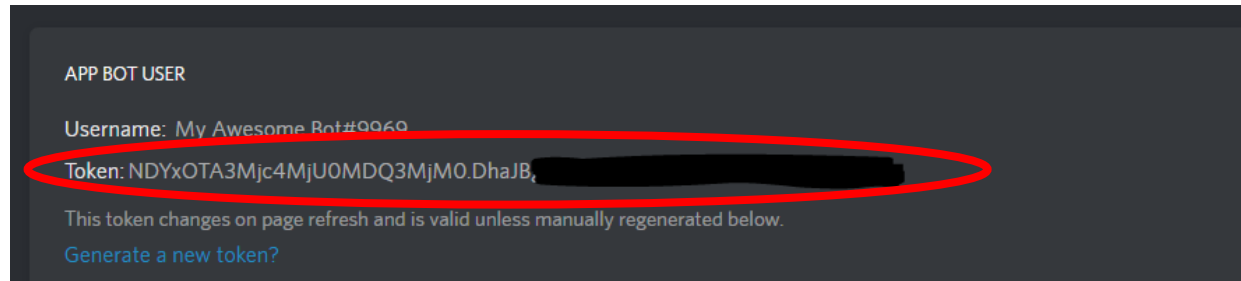 APP BOT USER
Username: My Awesome Bot#9969
Token: NDYxOTA3Mjc4MjU0MDQ3MjM0.DhaJB
This token changes on page refresh and is valid unless manually regenerated below.
Generate a new token?